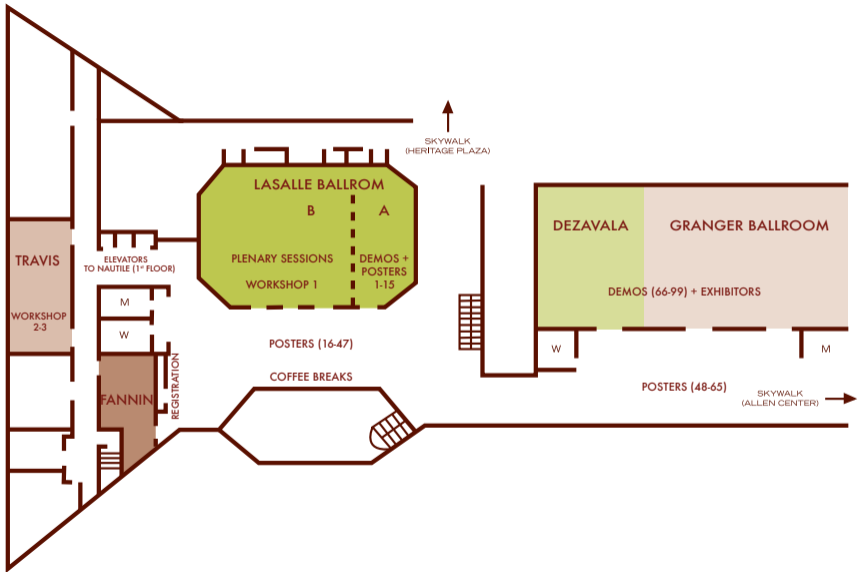 SKYWALK
(HERITAGE PLAZA)
LASALLE BALLROM
B
A
DEZAVALA
GRANGER BALLROOM
TRAVIS
ELEVATORS
TO NAUTILE (1st FLOOR)
PLENARY SESSIONS
WORKSHOP 1
DEMOS +
POSTERS
1-15
DEMOS (66-99) + EXHIBITORS
M
WORKSHOP
2-3
W
POSTERS (16-47)
W
M
COFFEE BREAKS
REGISTRATION
FANNIN
POSTERS (48-65)
SKYWALK
(ALLEN CENTER)